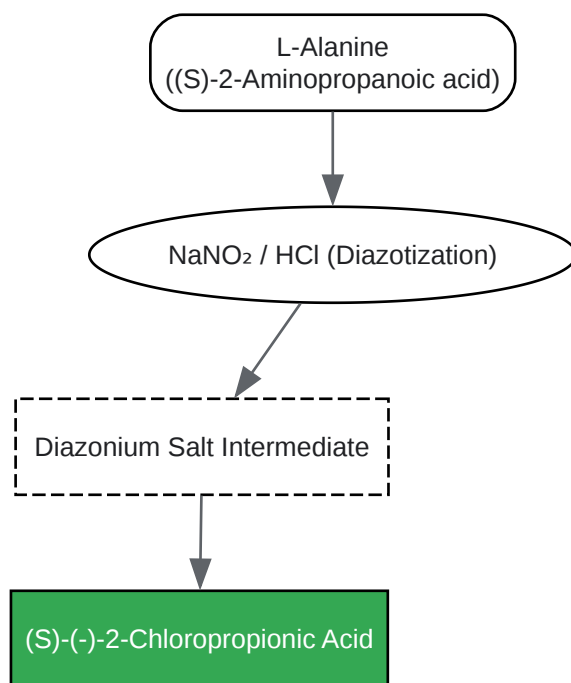 L-Alanine
((S)-2-Aminopropanoic acid)
NaNO₂ / HCl (Diazotization)
Diazonium Salt Intermediate
(S)-(-)-2-Chloropropionic Acid